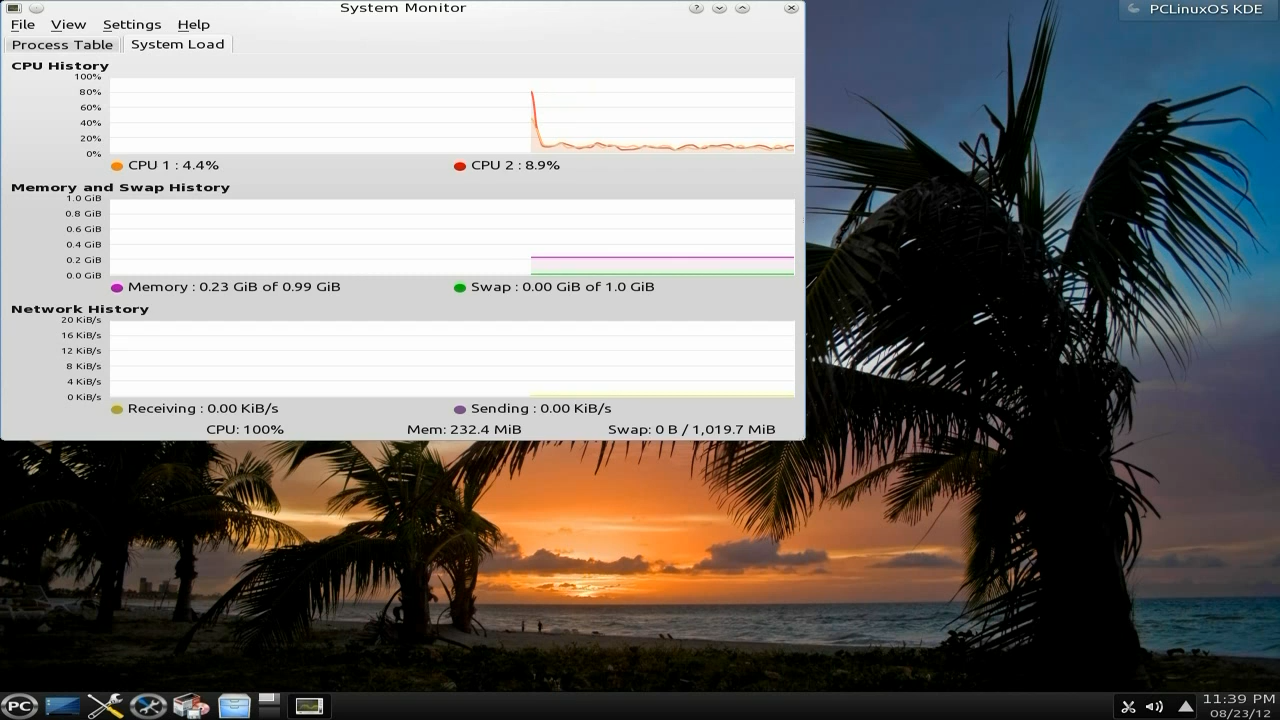 System Monitor
PCLinuxOS KDE
File View Settings Help
Process Table System Load
CPU History
100%
80%
60%
40%
20%
0%
CPU 1 : 4.4% CPU 2 : 8.9%
Memory and Swap History
1.0 GiB
0.8 GiB
0.6 GiB
0.4 GiB
0.2 GiB
0.0 GiB
Memory : 0.23 GiB of 0.99 GiB Swap : 0.00 GiB of 1.0 GiB
Network History
20 KiB/s
16 KiB/s
12 KiB/s
8 KiB/s
4 KiB/s
0 KiB/s
Receiving : 0.00 KiB/s Sending : 0.00 KiB/s
CPU: 100% Mem: 232.4 MiB Swap: 0 B / 1,019.7 MiB
PC
11:39 PM
08/23/12